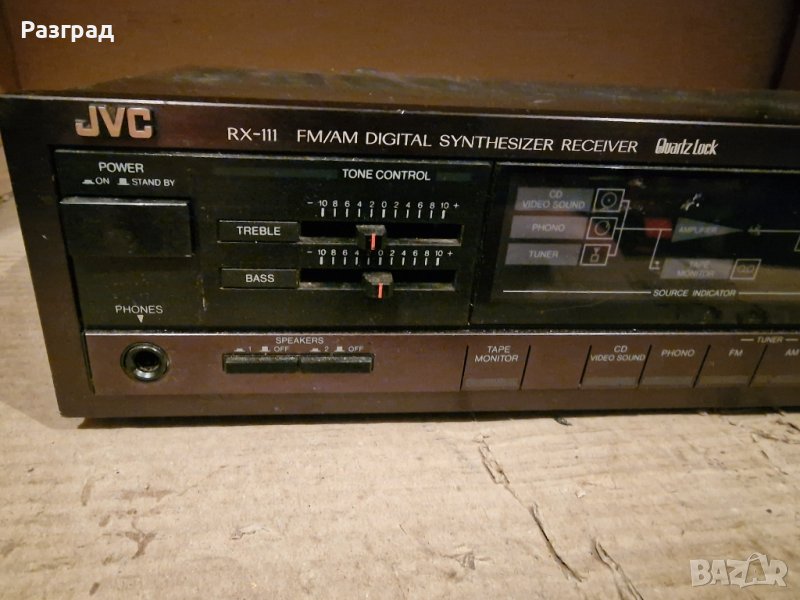 Разград
JVC
RX-111 FM/AM DIGITAL SYNTHESIZER RECEIVER Quartz Lock
POWER
ON STAND BY
TONE CONTROL
- 10 8 6 4 2 0 2 4 6 8 10 +
TREBLE
- 10 8 6 4 2 0 2 4 6 8 10 +
BASS
CD
VIDEO SOUND
PHONO
TUNER
AMPLIFIER
TAPE
MONITOR
SOURCE INDICATOR
PHONES
SPEAKERS
1 OFF 2 OFF
TAPE
MONITOR
CD
VIDEO SOUND
PHONO
TUNER
FM
AM
BAZAR